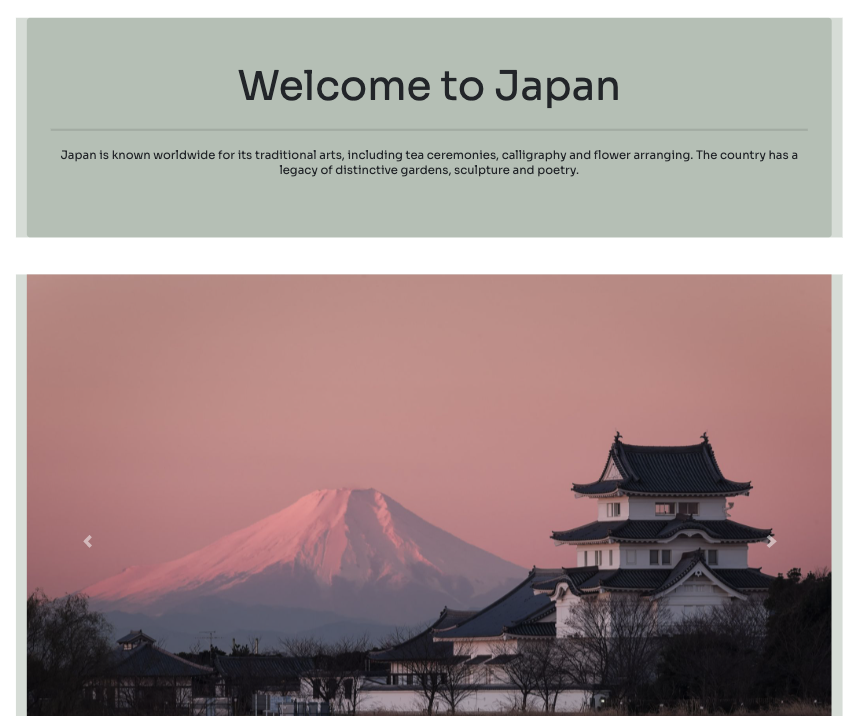 Welcome to Japan
Japan is known worldwide for its traditional arts, including tea ceremonies, calligraphy and flower arranging. The country has a
legacy of distinctive gardens, sculpture and poetry.